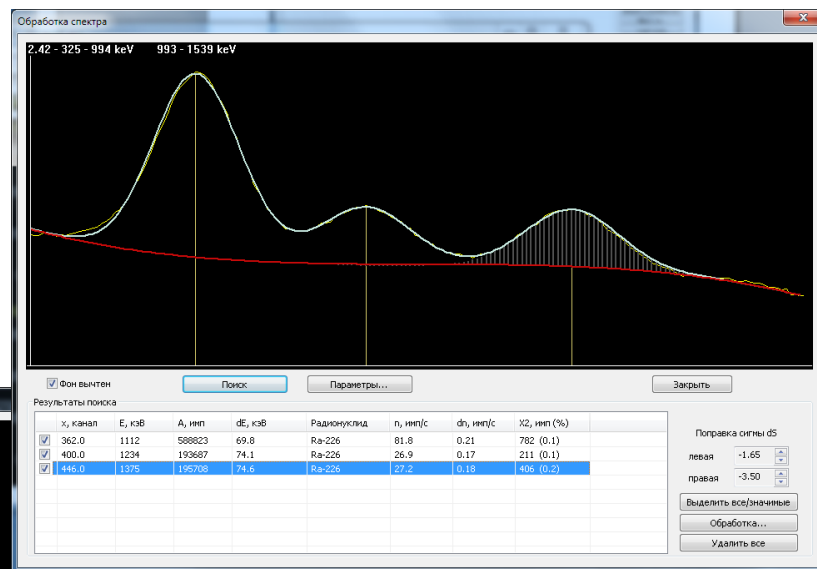 Обработка спектра
2.42 - 325 - 994 keV 993 - 1539 keV
Фон вычтен Поиск Параметры... Закрыть
Результаты поиска
x, канал E, кэВ A, имп dE, кэВ Радионуклид n, имп/с dn, имп/с X2, имп (%)
362.0 1112 588823 69.8 Ra-226 81.8 0.21 782 (0.1)
400.0 1234 193687 74.1 Ra-226 26.9 0.17 211 (0.1)
446.0 1375 195708 74.6 Ra-226 27.2 0.18 406 (0.2)
Поправка сигмы dS
левая -1.65
правая -3.50
Выделить все/значимые
Обработка...
Удалить все